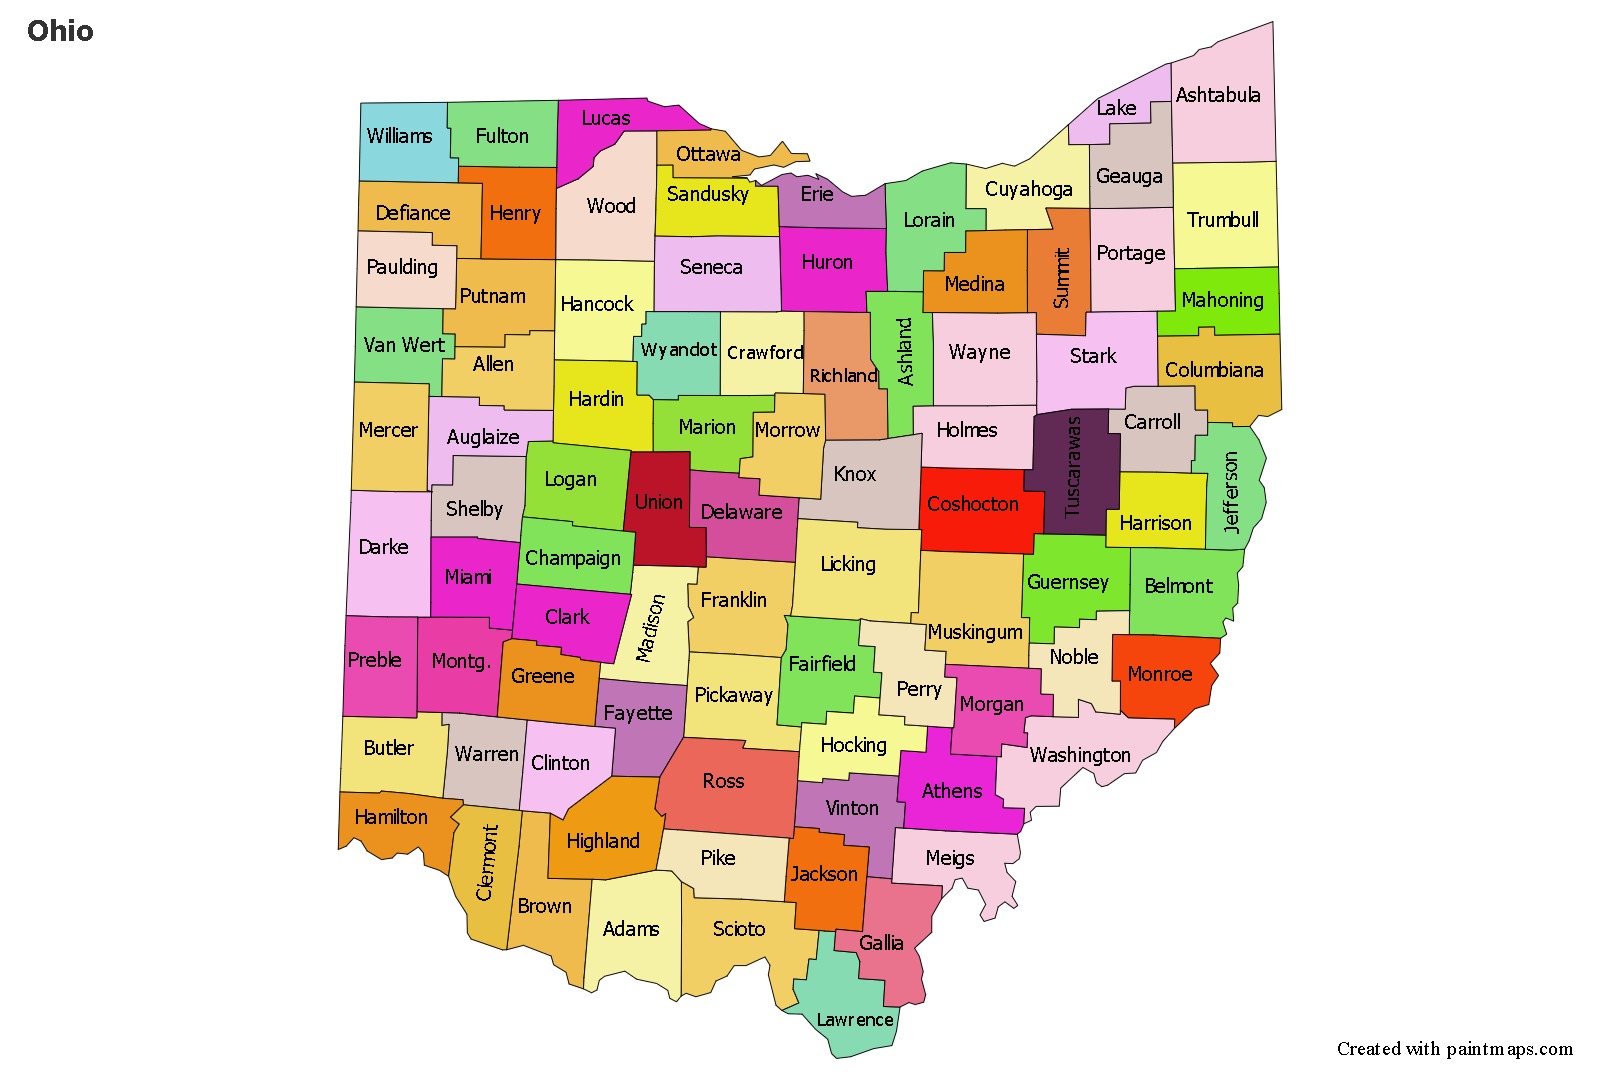 Ohio
Ashtabula
Lake
Lucas
Williams
Fulton
Ottawa
Geauga
Cuyahoga
Sandusky
Erie
Wood
Defiance
Henry
Lorain
Trumbull
Portage
Huron
Seneca
Paulding
Summit
Medina
Putnam
Mahoning
Hancock
Van Wert
Wyandot
Crawford
Ashland
Wayne
Stark
Allen
Columbiana
Richland
Hardin
Mercer
Auglaize
Marion
Morrow
Holmes
Carroll
Tuscarawas
Knox
Logan
Jefferson
Union
Coshocton
Shelby
Delaware
Harrison
Darke
Champaign
Licking
Miami
Guernsey
Belmont
Franklin
Clark
Madison
Muskingum
Preble
Montg.
Fairfield
Noble
Greene
Monroe
Perry
Pickaway
Morgan
Fayette
Butler
Warren
Hocking
Washington
Clinton
Ross
Athens
Vinton
Hamilton
Highland
Clermont
Pike
Meigs
Jackson
Brown
Adams
Scioto
Gallia
Lawrence
Created with paintmaps.com